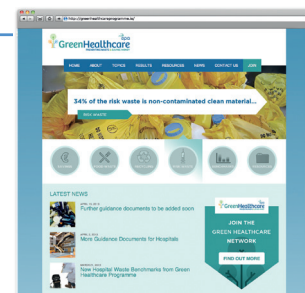 http://greenhealthcareprogramme.ie/
epa
GreenHealthcare
HOME ABOUT TOPICS RESULTS RESOURCES NEWS CONTACT US JOIN
34% of the risk waste is non-contaminated clean material...
RISK WASTE
LATEST NEWS
Further guidance documents to be added soon
More Guidance Documents for Hospitals
New Hospital Waste Benchmarks from Green
Healthcare Programme
GreenHealthcare
JOIN THE
GREEN HEALTHCARE
NETWORK
FIND OUT MORE